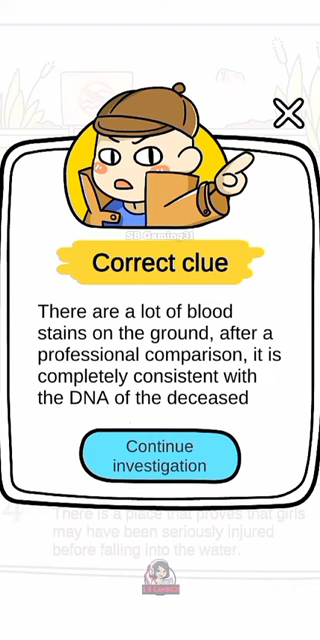 SB Gaming31
Correct clue
There are a lot of blood
stains on the ground, after a
professional comparison, it is
completely consistent with
the DNA of the deceased
Continue
investigation
4 There is a place that proves that girls
may have been seriously injured
before falling into the water.